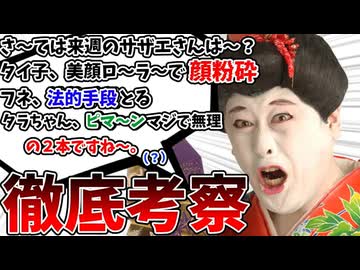 さ～ては来週のサザエさんは～？
タイ子、美顔ロ～ラ～で顔粉砕
フネ、法的手段とる
タラちゃん、ピマ～ンマジで無理
の２本ですね～。
(？)
徹底考察